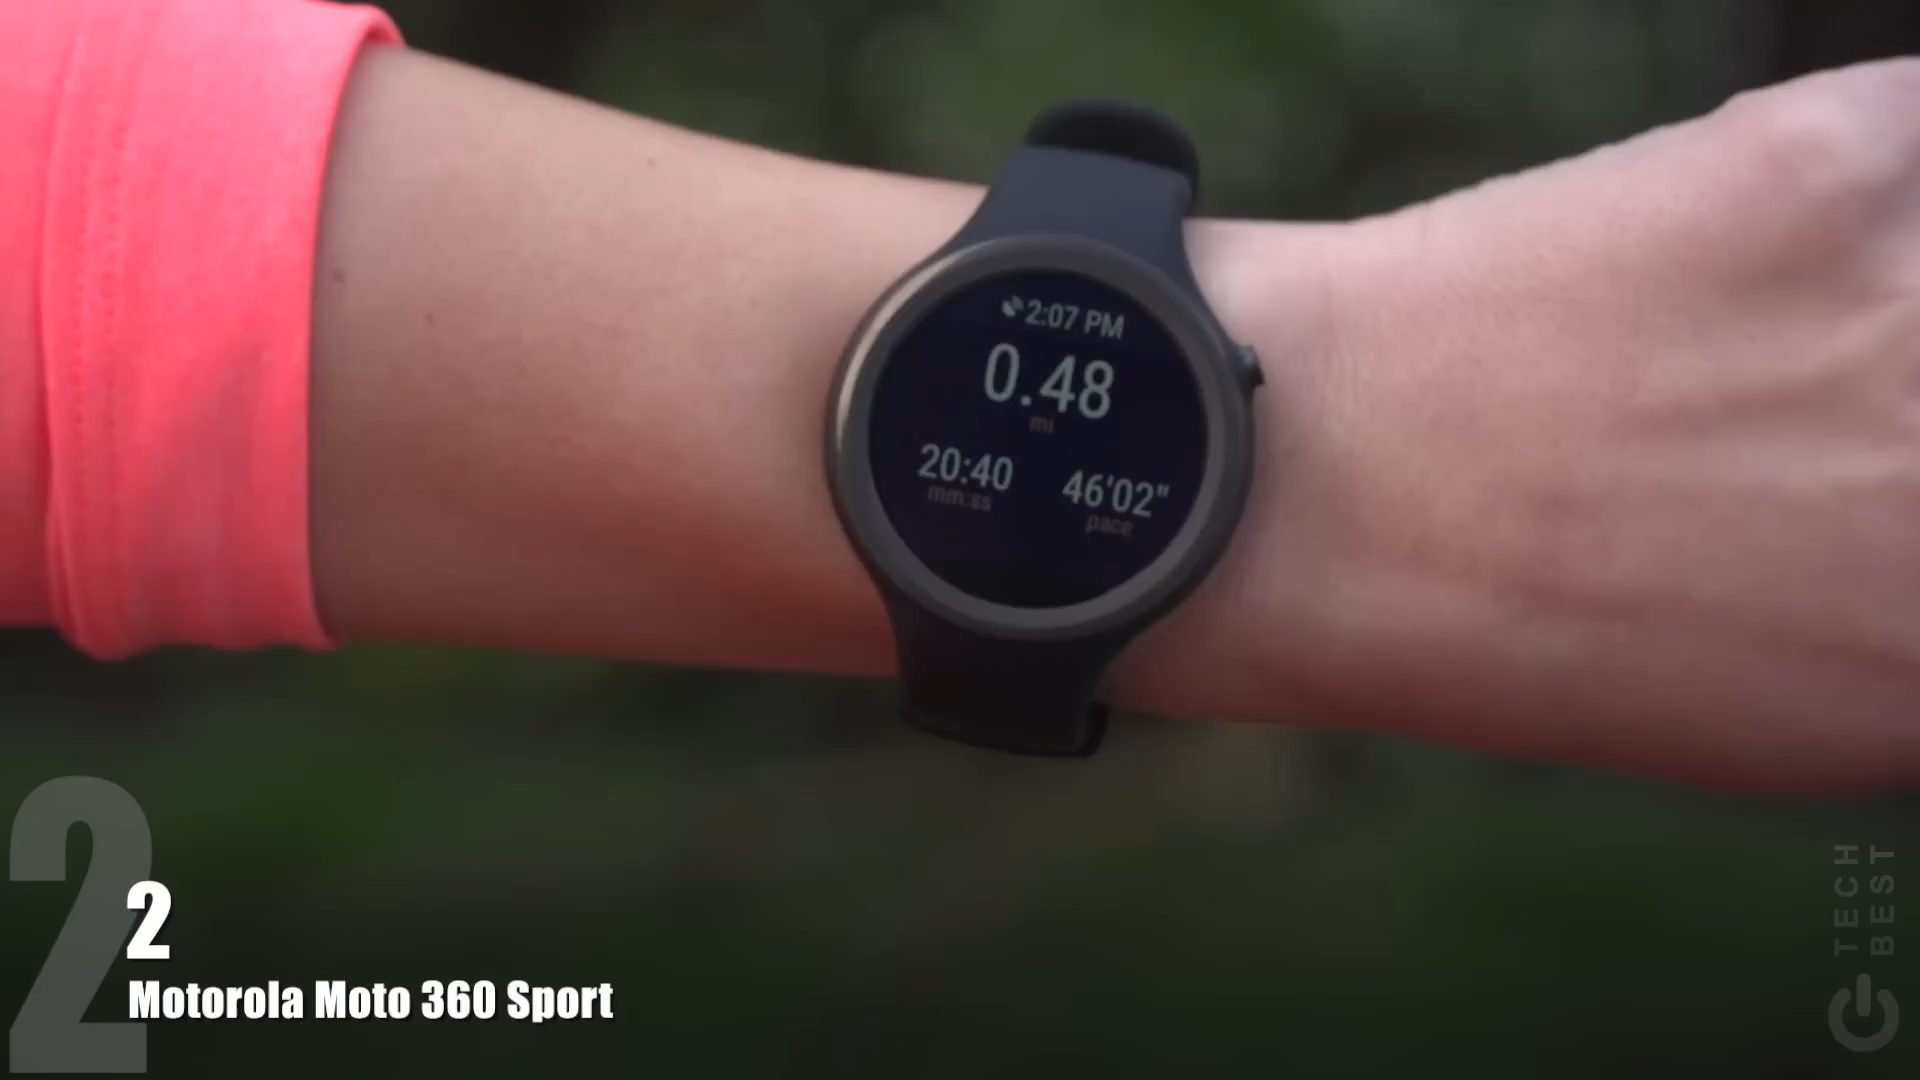 2:07 PM
0.48
mi
20:40 46'02"
mm:ss pace
2
2
Motorola Moto 360 Sport
TECH
BEST